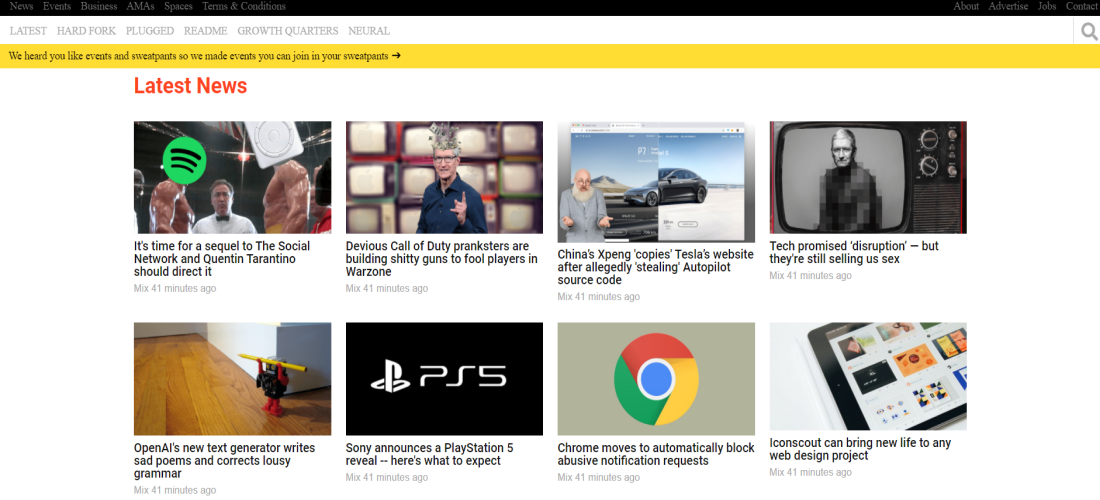 News Events Business AMAs Spaces Terms & Conditions About Advertise Jobs Contact
LATEST HARD FORK PLUGGED README GROWTH QUARTERS NEURAL
We heard you like events and sweatpants so we made events you can join in your sweatpants ➔
Latest News
It's time for a sequel to The Social
Network and Quentin Tarantino
should direct it
Mix 41 minutes ago
Devious Call of Duty pranksters are
building shitty guns to fool players in
Warzone
Mix 41 minutes ago
P7
China's Xpeng 'copies' Tesla's website
after allegedly 'stealing' Autopilot
source code
Mix 41 minutes ago
Tech promised ‘disruption’ — but
they're still selling us sex
Mix 41 minutes ago
OpenAI's new text generator writes
sad poems and corrects lousy
grammar
Mix 41 minutes ago
PS5
Sony announces a PlayStation 5
reveal -- here's what to expect
Mix 41 minutes ago
Chrome moves to automatically block
abusive notification requests
Mix 41 minutes ago
Iconscout can bring new life to any
web design project
Mix 41 minutes ago